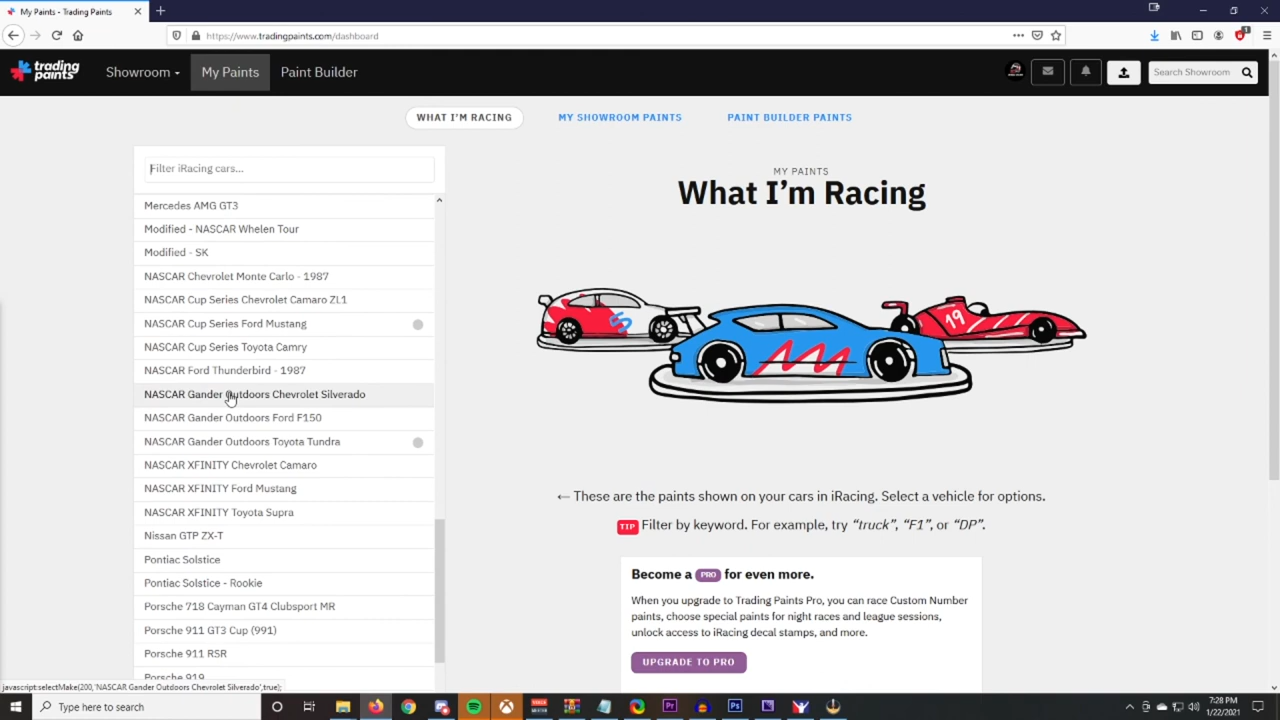 My Paints - Trading Paints
https://www.tradingpaints.com/dashboard
trading paints
Showroom
My Paints
Paint Builder
Search Showroom
WHAT I'M RACING
MY SHOWROOM PAINTS
PAINT BUILDER PAINTS
Filter iRacing cars...
Mercedes AMG GT3
Modified - NASCAR Whelen Tour
Modified - SK
NASCAR Chevrolet Monte Carlo - 1987
NASCAR Cup Series Chevrolet Camaro ZL1
NASCAR Cup Series Ford Mustang
NASCAR Cup Series Toyota Camry
NASCAR Ford Thunderbird - 1987
NASCAR Gander Outdoors Chevrolet Silverado
NASCAR Gander Outdoors Ford F150
NASCAR Gander Outdoors Toyota Tundra
NASCAR XFINITY Chevrolet Camaro
NASCAR XFINITY Ford Mustang
NASCAR XFINITY Toyota Supra
Nissan GTP ZX-T
Pontiac Solstice
Pontiac Solstice - Rookie
Porsche 718 Cayman GT4 Clubsport MR
Porsche 911 GT3 Cup (991)
Porsche 911 RSR
Porsche 919
MY PAINTS
What I'm Racing
19
← These are the paints shown on your cars in iRacing. Select a vehicle for options.
TIP Filter by keyword. For example, try "truck", "F1", or "DP".
Become a PRO for even more.
When you upgrade to Trading Paints Pro, you can race Custom Number
paints, choose special paints for night races and league sessions,
unlock access to iRacing decal stamps, and more.
UPGRADE TO PRO
javascript:selectMake(200,'NASCAR Gander Outdoors Chevrolet Silverado',true);
Type here to search
7:28 PM
1/22/2021